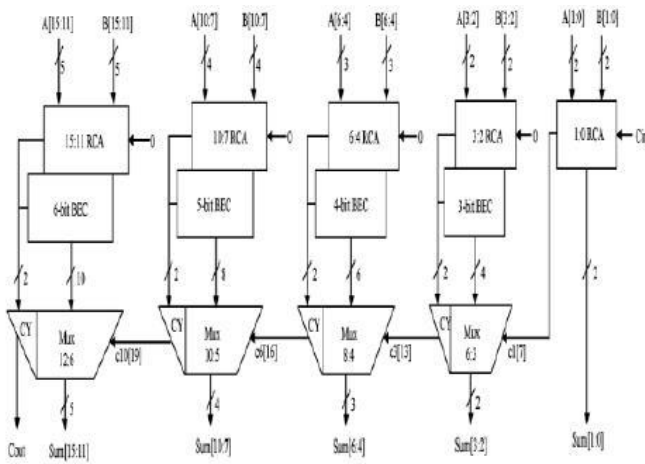 A[15:11] B[15:11] A[10:7] B[10:7] A[6:4] B[6:4] A[3:2] B[3:2] A[1:0] B[1:0]
5 5 4 4 3 3 2 2 2 2
15:11 RCA 0 10:7 RCA 0 6:4 RCA 0 3:2 RCA 0 1:0 RCA Cin
6-bit BEC 5-bit BEC 4-bit BEC 3-bit BEC
2 10 2 8 2 6 2 4 2
CY Mux 12:6 c10[19] CY Mux 10:5 c6[16] CY Mux 8:4 c3[13] CY Mux 6:3 c1[7]
5 4 3 2
Cout Sum[15:11] Sum[10:7] Sum[6:4] Sum[3:2] Sum[1:0]